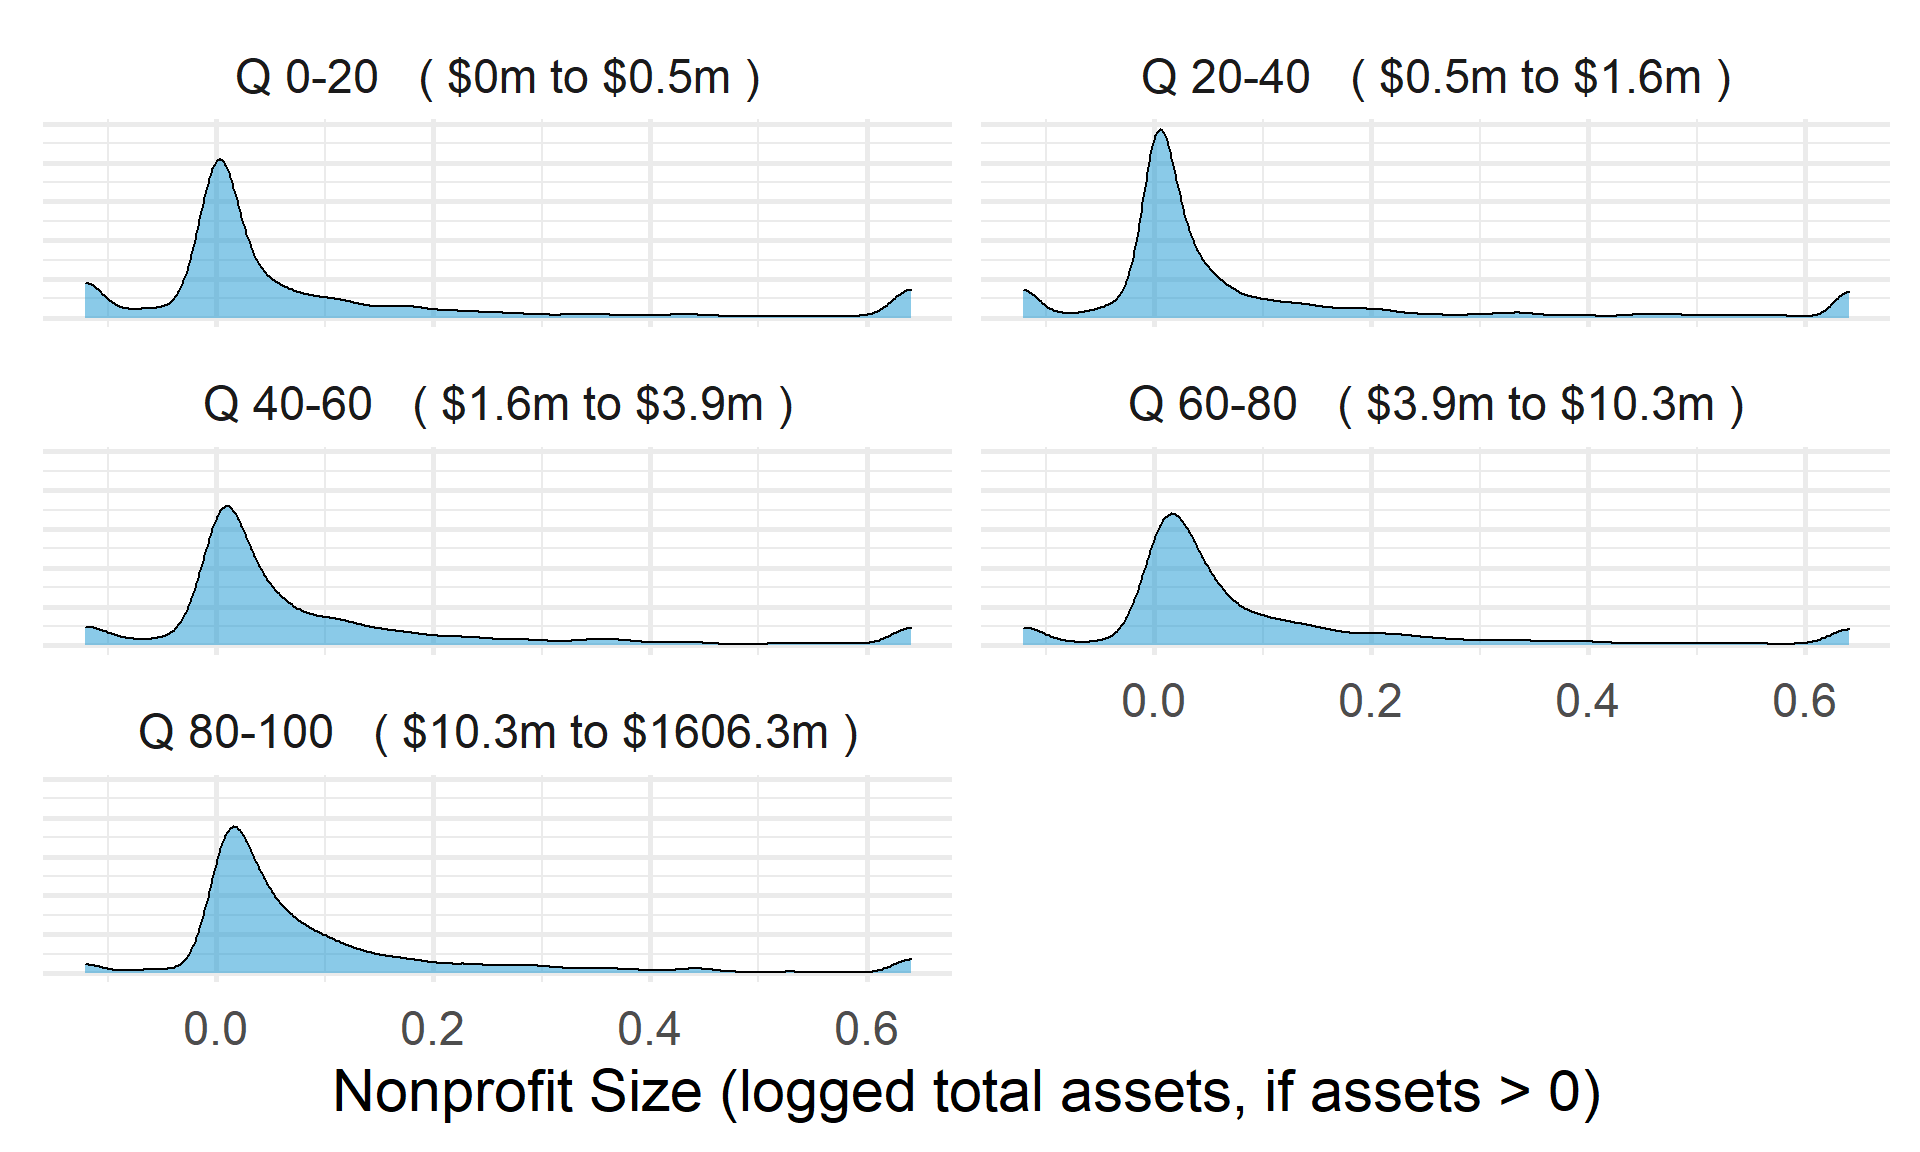 Q 0-20 ( $0m to $0.5m )
Q 20-40 ( $0.5m to $1.6m )
Q 40-60 ( $1.6m to $3.9m )
Q 60-80 ( $3.9m to $10.3m )
0.0 0.2 0.4 0.6
Q 80-100 ( $10.3m to $1606.3m )
0.0 0.2 0.4 0.6
Nonprofit Size (logged total assets, if assets > 0)